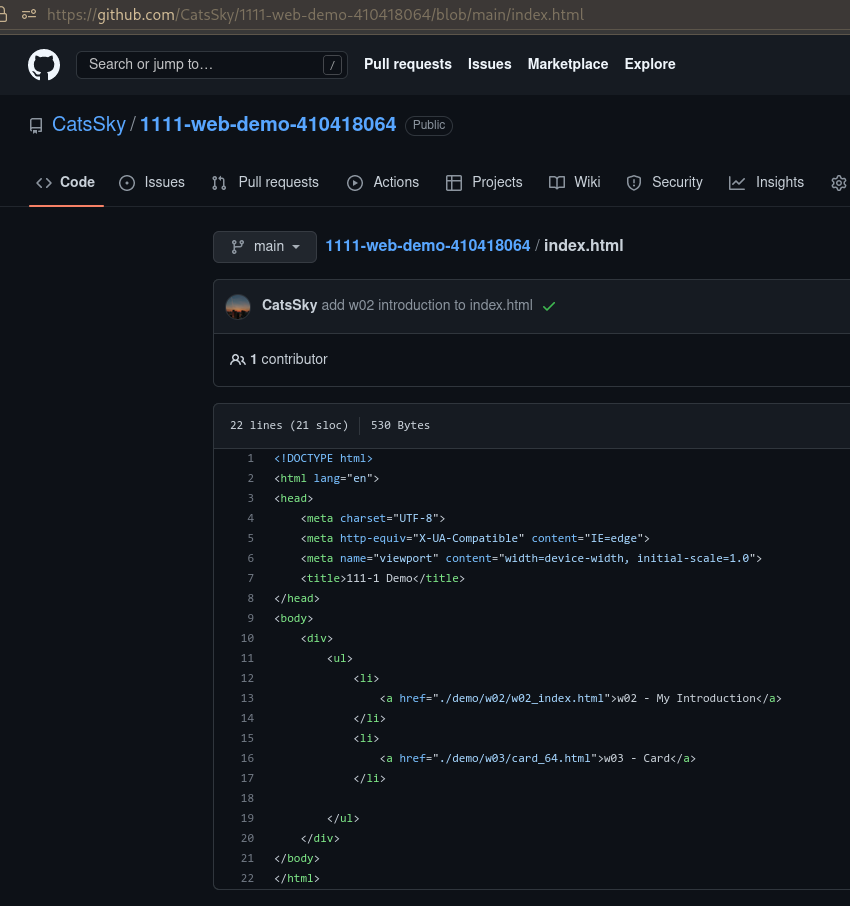 https://github.com/CatsSky/1111-web-demo-410418064/blob/main/index.html
Search or jump to… / Pull requests Issues Marketplace Explore
CatsSky / 1111-web-demo-410418064 Public
Code Issues Pull requests Actions Projects Wiki Security Insights
main 1111-web-demo-410418064 / index.html
CatsSky add w02 introduction to index.html
1 contributor
22 lines (21 sloc) 530 Bytes
1 <!DOCTYPE html>
2 <html lang="en">
3 <head>
4     <meta charset="UTF-8">
5     <meta http-equiv="X-UA-Compatible" content="IE=edge">
6     <meta name="viewport" content="width=device-width, initial-scale=1.0">
7     <title>111-1 Demo</title>
8 </head>
9 <body>
10     <div>
11         <ul>
12             <li>
13                 <a href="./demo/w02/w02_index.html">w02 - My Introduction</a>
14             </li>
15             <li>
16                 <a href="./demo/w03/card_64.html">w03 - Card</a>
17             </li>
18
19         </ul>
20     </div>
21 </body>
22 </html>